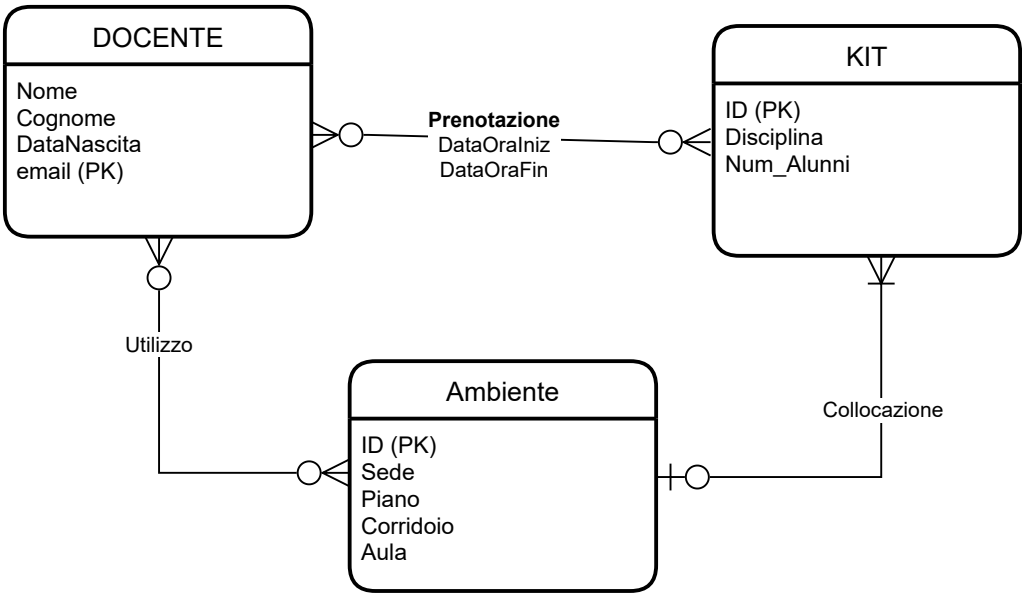 DOCENTE
Nome
Cognome
DataNascita
email (PK)
Prenotazione
DataOraIniz
DataOraFin
KIT
ID (PK)
Disciplina
Num_Alunni
Utilizzo
Ambiente
ID (PK)
Sede
Piano
Corridoio
Aula
Collocazione